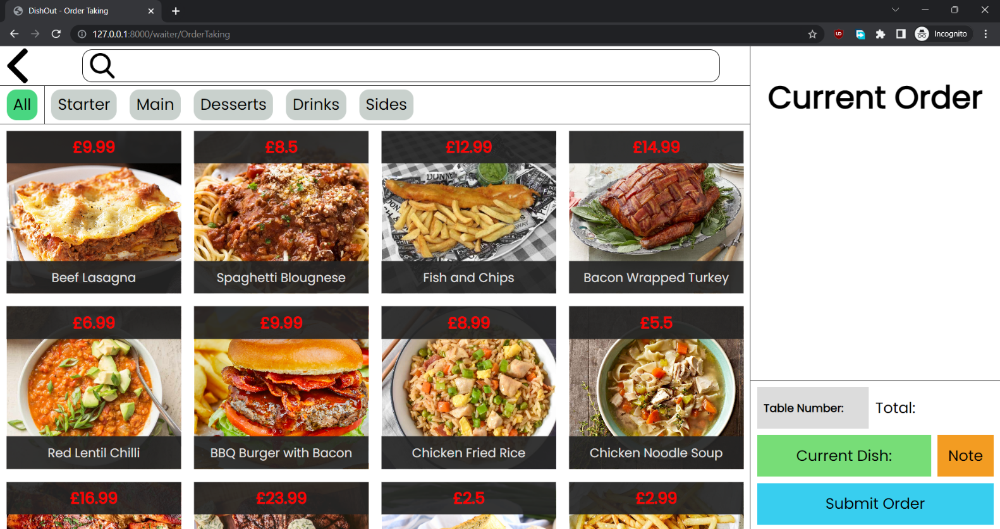 DishOut - Order Taking
127.0.0.1:8000/waiter/OrderTaking
Incognito
All
Starter
Main
Desserts
Drinks
Sides
Current Order
£9.99
£8.5
£12.99
£14.99
Beef Lasagna
Spaghetti Blougnese
Fish and Chips
Bacon Wrapped Turkey
£6.99
£9.99
£8.99
£5.5
Red Lentil Chilli
BBQ Burger with Bacon
Chicken Fried Rice
Chicken Noodle Soup
£16.99
£23.99
£2.5
£2.99
Table Number:
Total:
Current Dish:
Note
Submit Order